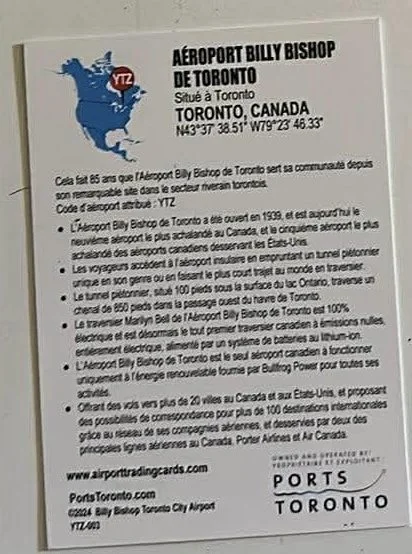 YTZ
AÉROPORT BILLY BISHOP
DE TORONTO
Situé à Toronto
TORONTO, CANADA
N43°37' 38.51" W79°23' 46.33"
Cela fait 85 ans que l'Aéroport Billy Bishop de Toronto sert sa communauté depuis
son remarquable site dans le secteur riverain torontois.
Code d'aéroport attribué : YTZ
• L'Aéroport Billy Bishop de Toronto a été ouvert en 1939, et est aujourd'hui le
neuvième aéroport le plus achalandé au Canada, et le cinquième aéroport le plus
achalandé des aéroports canadiens desservant les États-Unis.
• Les voyageurs accèdent à l'aéroport insulaire en empruntant un tunnel piétonnier
unique en son genre ou en faisant le plus court trajet au monde en traversier.
• Le tunnel piétonnier, situé 100 pieds sous la surface du lac Ontario, traverse un
chenal de 850 pieds dans la passage ouest du havre de Toronto.
• Le traversier Marilyn Bell de l'Aéroport Billy Bishop de Toronto est 100%
électrique et est désormais le tout premier traversier canadien à émissions nulles,
entièrement électrique, alimenté par un système de batteries au lithium-ion.
• L'Aéroport Billy Bishop de Toronto est le seul aéroport canadien à fonctionner
uniquement à l'énergie renouvelable fournie par Bullfrog Power pour toutes ses
activités.
• Offrant des vols vers plus de 20 villes au Canada et aux États-Unis, et proposant
des possibilités de correspondance pour plus de 100 destinations internationales
grâce au réseau de ses compagnies aériennes, et desservies par deux des
principales lignes aériennes au Canada, Porter Airlines et Air Canada.
www.airporttradingcards.com
PortsToronto.com
©2024 Billy Bishop Toronto City Airport
YTZ-003
OWNED AND OPERATED BY:
PROPRIÉTAIRE ET EXPLOITANT :
PORTS
TORONTO